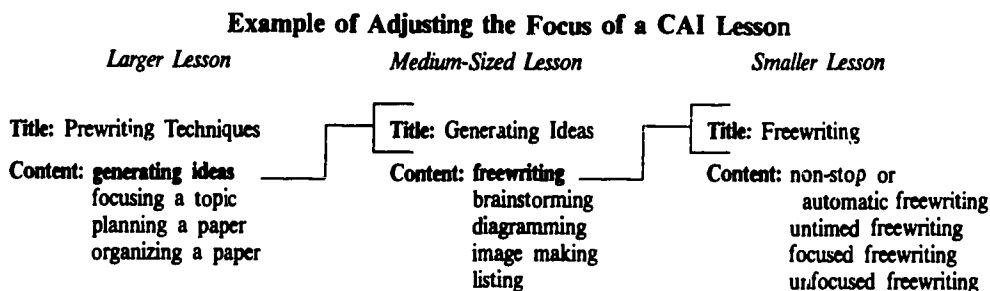 Example of Adjusting the Focus of a CAI Lesson
Larger Lesson
Medium-Sized Lesson
Smaller Lesson
Title: Prewriting Techniques
Content: generating ideas
focusing a topic
planning a paper
organizing a paper
Title: Generating Ideas
Content: freewriting
brainstorming
diagramming
image making
listing
Title: Freewriting
Content: non-stop or
automatic freewriting
untimed freewriting
focused freewriting
unfocused freewriting